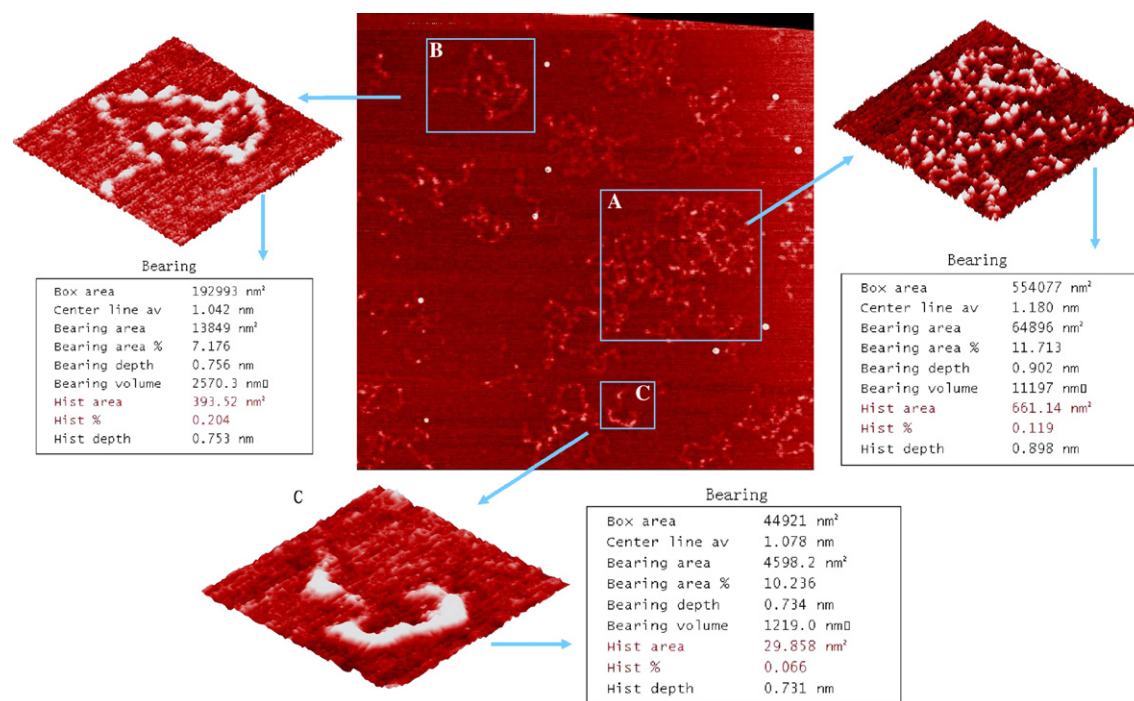 B
A
C
Bearing
Box area 192993 nm²
Center line av 1.042 nm
Bearing area 13849 nm²
Bearing area % 7.176
Bearing depth 0.756 nm
Bearing volume 2570.3 nm▯
Hist area 393.52 nm²
Hist % 0.204
Hist depth 0.753 nm
Bearing
Box area 554077 nm²
Center line av 1.180 nm
Bearing area 64896 nm²
Bearing area % 11.713
Bearing depth 0.902 nm
Bearing volume 11197 nm▯
Hist area 661.14 nm²
Hist % 0.119
Hist depth 0.898 nm
C
Bearing
Box area 44921 nm²
Center line av 1.078 nm
Bearing area 4598.2 nm²
Bearing area % 10.236
Bearing depth 0.734 nm
Bearing volume 1219.0 nm▯
Hist area 29.858 nm²
Hist % 0.066
Hist depth 0.731 nm